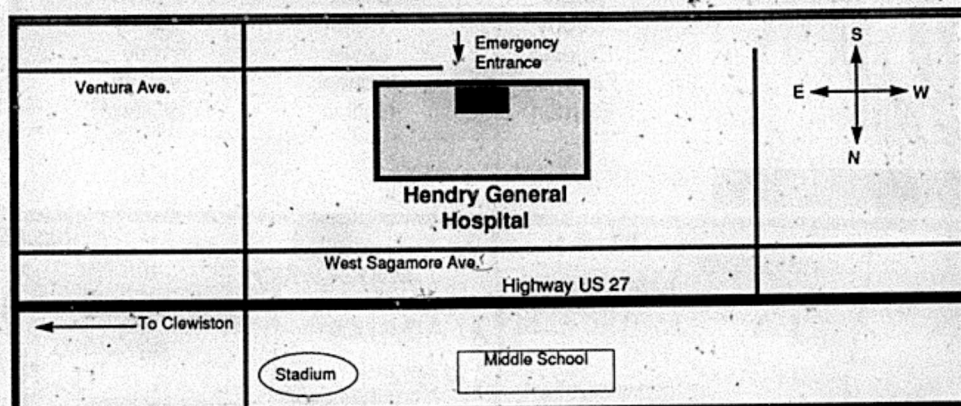 S
Emergency
Entrance
Ventura Ave.
E W
N
Hendry General
Hospital
West Sagamore Ave.
Highway US 27
To Clewiston
Middle School
Stadium